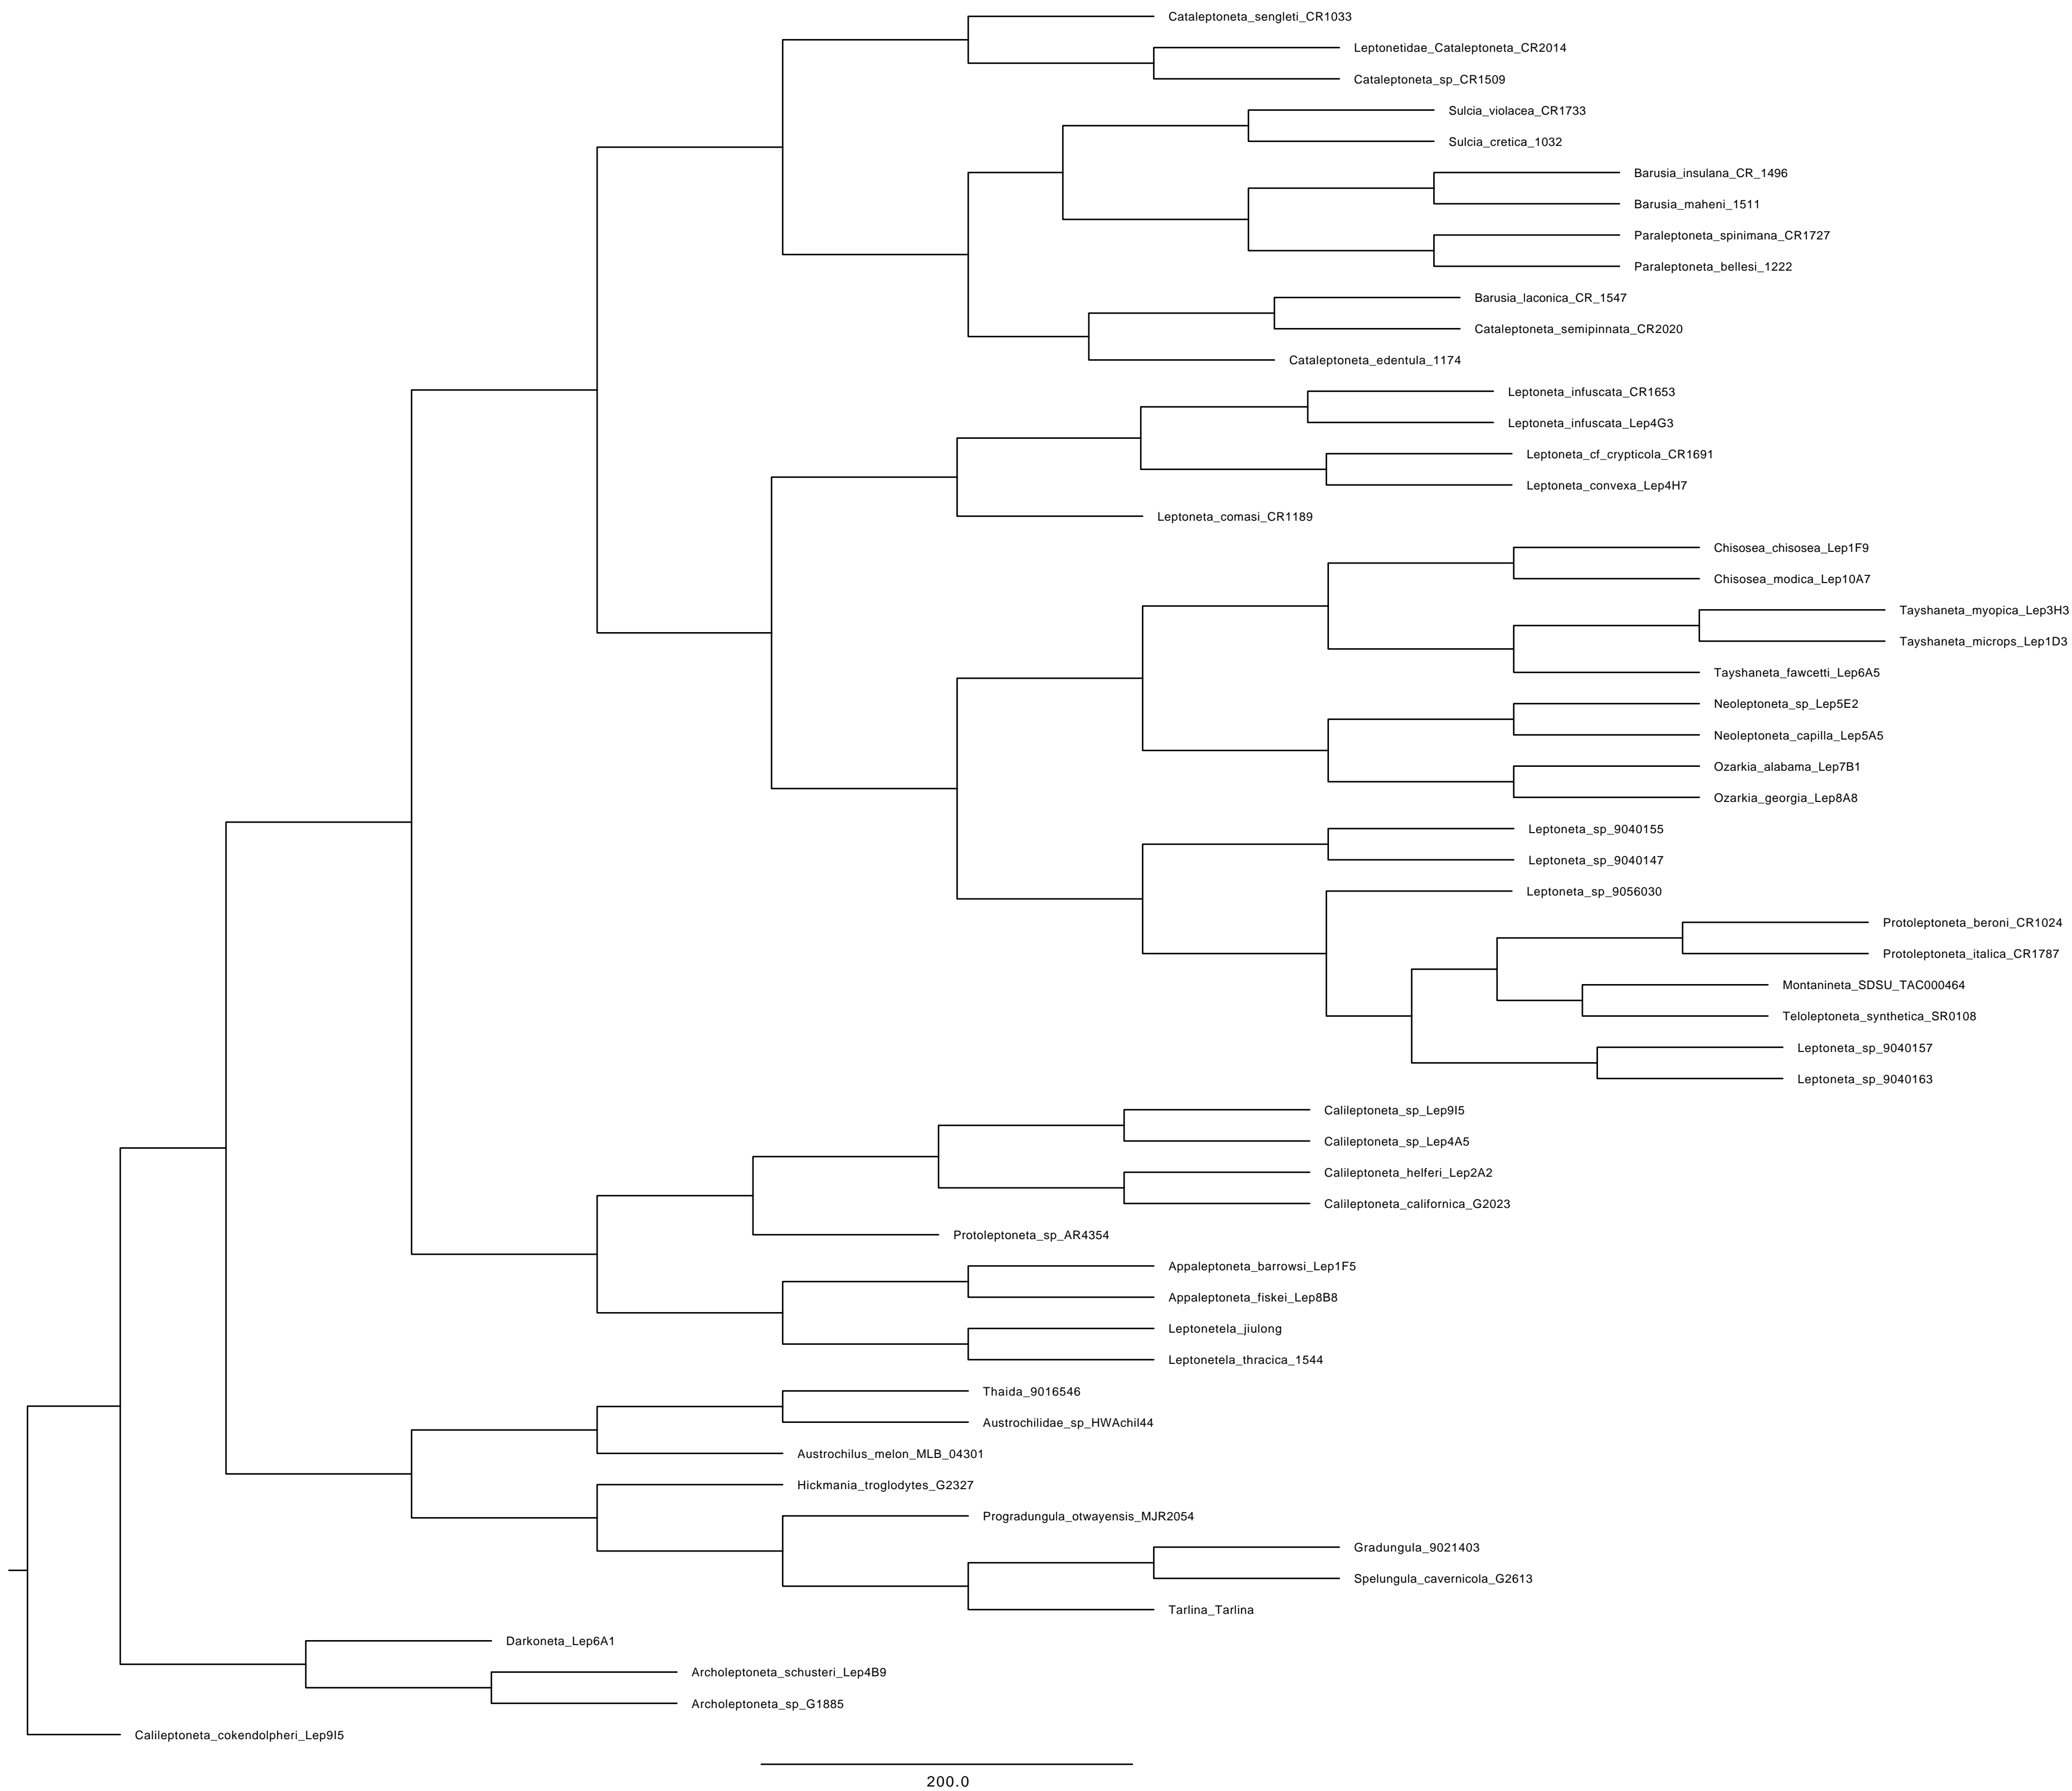 Cataleptoneta_sengleti_CR1033
Leptonetidae_Cataleptoneta_CR2014
Cataleptoneta_sp_CR1509
Sulcia_violacea_CR1733
Sulcia_cretica_1032
Barusia_insulana_CR_1496
Barusia_maheni_1511
Paraleptoneta_spinimana_CR1727
Paraleptoneta_bellesi_1222
Barusia_laconica_CR_1547
Cataleptoneta_semipinnata_CR2020
Cataleptoneta_edentula_1174
Leptoneta_infuscata_CR1653
Leptoneta_infuscata_Lep4G3
Leptoneta_cf_crypticola_CR1691
Leptoneta_convexa_Lep4H7
Leptoneta_comasi_CR1189
Chisosea_chisosea_Lep1F9
Chisosea_modica_Lep10A7
Tayshaneta_myopica_Lep3H3
Tayshaneta_microps_Lep1D3
Tayshaneta_fawcetti_Lep6A5
Neoleptoneta_sp_Lep5E2
Neoleptoneta_capilla_Lep5A5
Ozarkia_alabama_Lep7B1
Ozarkia_georgia_Lep8A8
Leptoneta_sp_9040155
Leptoneta_sp_9040147
Leptoneta_sp_9056030
Protoleptoneta_beroni_CR1024
Protoleptoneta_italica_CR1787
Montanineta_SDSU_TAC000464
Teloleptoneta_synthetica_SR0108
Leptoneta_sp_9040157
Leptoneta_sp_9040163
Calileptoneta_sp_Lep9I5
Calileptoneta_sp_Lep4A5
Calileptoneta_helferi_Lep2A2
Calileptoneta_californica_G2023
Protoleptoneta_sp_AR4354
Appaleptoneta_barrowsi_Lep1F5
Appaleptoneta_fiskei_Lep8B8
Leptonetela_jiulong
Leptonetela_thracica_1544
Thaida_9016546
Austrochilidae_sp_HWAchil44
Austrochilus_melon_MLB_04301
Hickmania_troglodytes_G2327
Progradungula_otwayensis_MJR2054
Gradungula_9021403
Spelungula_cavernicola_G2613
Tarlina_Tarlina
Darkoneta_Lep6A1
Archoleptoneta_schusteri_Lep4B9
Archoleptoneta_sp_G1885
Calileptoneta_cokendolpheri_Lep9I5
200.0